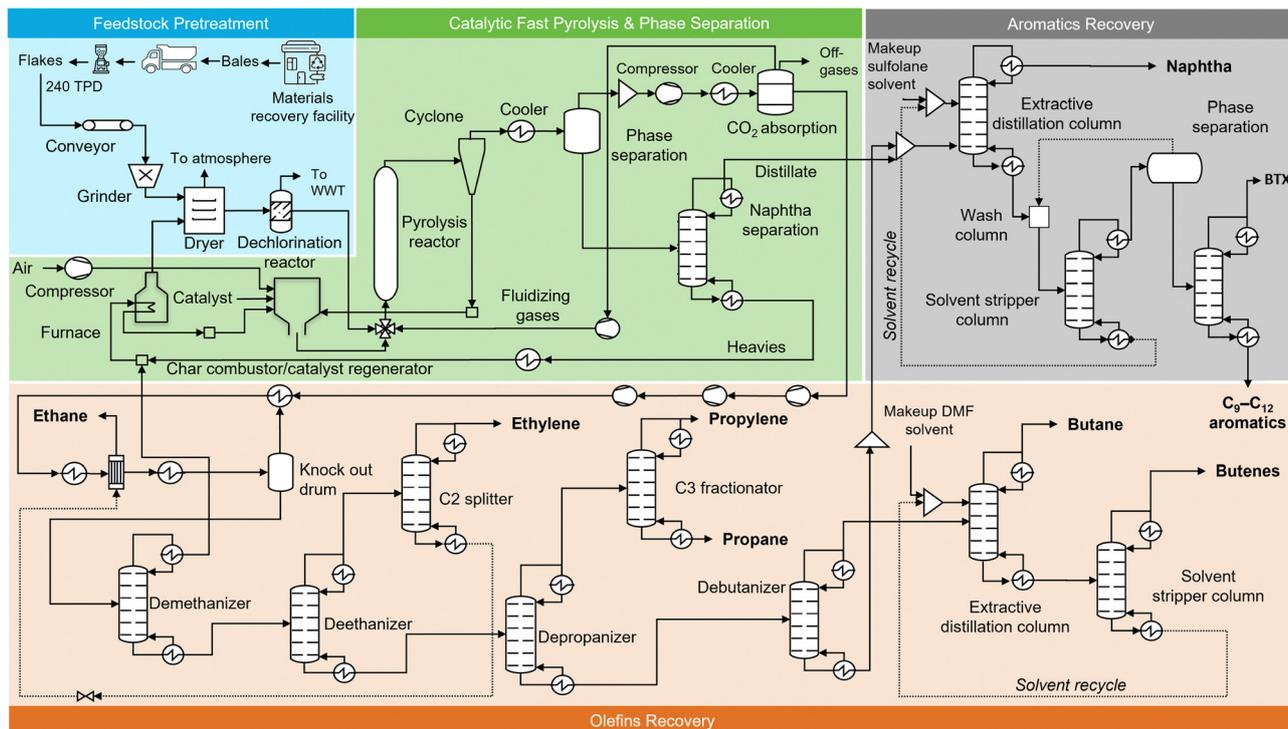 Feedstock Pretreatment
Catalytic Fast Pyrolysis & Phase Separation
Aromatics Recovery
Flakes
Bales
240 TPD
Materials
recovery facility
Conveyor
To atmosphere
To
WWT
Grinder
Dryer
Dechlorination
reactor
Air
Compressor
Catalyst
Furnace
Char combustor/catalyst regenerator
Cyclone
Cooler
Pyrolysis
reactor
Compressor
Cooler
Off-
gases
CO₂ absorption
Phase
separation
Distillate
Naphtha
separation
Fluidizing
gases
Heavies
Makeup
sulfolane
solvent
Naphtha
Extractive
distillation column
Phase
separation
BTX
Wash
column
Solvent stripper
column
Solvent recycle
C₉–C₁₂
aromatics
Ethane
Ethylene
Propylene
Knock out
drum
C2 splitter
C3 fractionator
Propane
Demethanizer
Deethanizer
Depropanizer
Debutanizer
Makeup DMF
solvent
Butane
Butenes
Extractive
distillation column
Solvent
stripper column
Solvent recycle
Olefins Recovery